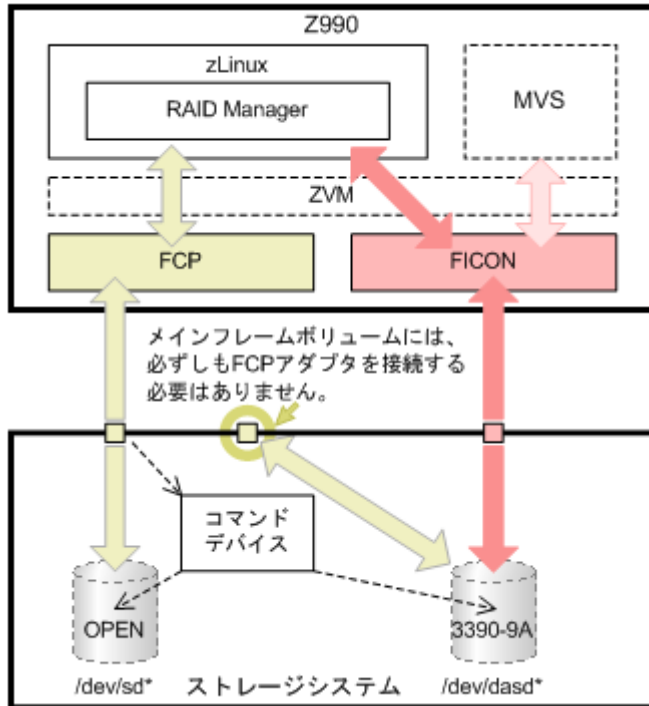 Z990
zLinux
RAID Manager
MVS
ZVM
FCP
FICON
メインフレームボリュームには、
必ずしもFCPアダプタを接続する
必要はありません。
コマンド
デバイス
OPEN
3390-9A
/dev/sd*
ストレージシステム
/dev/dasd*